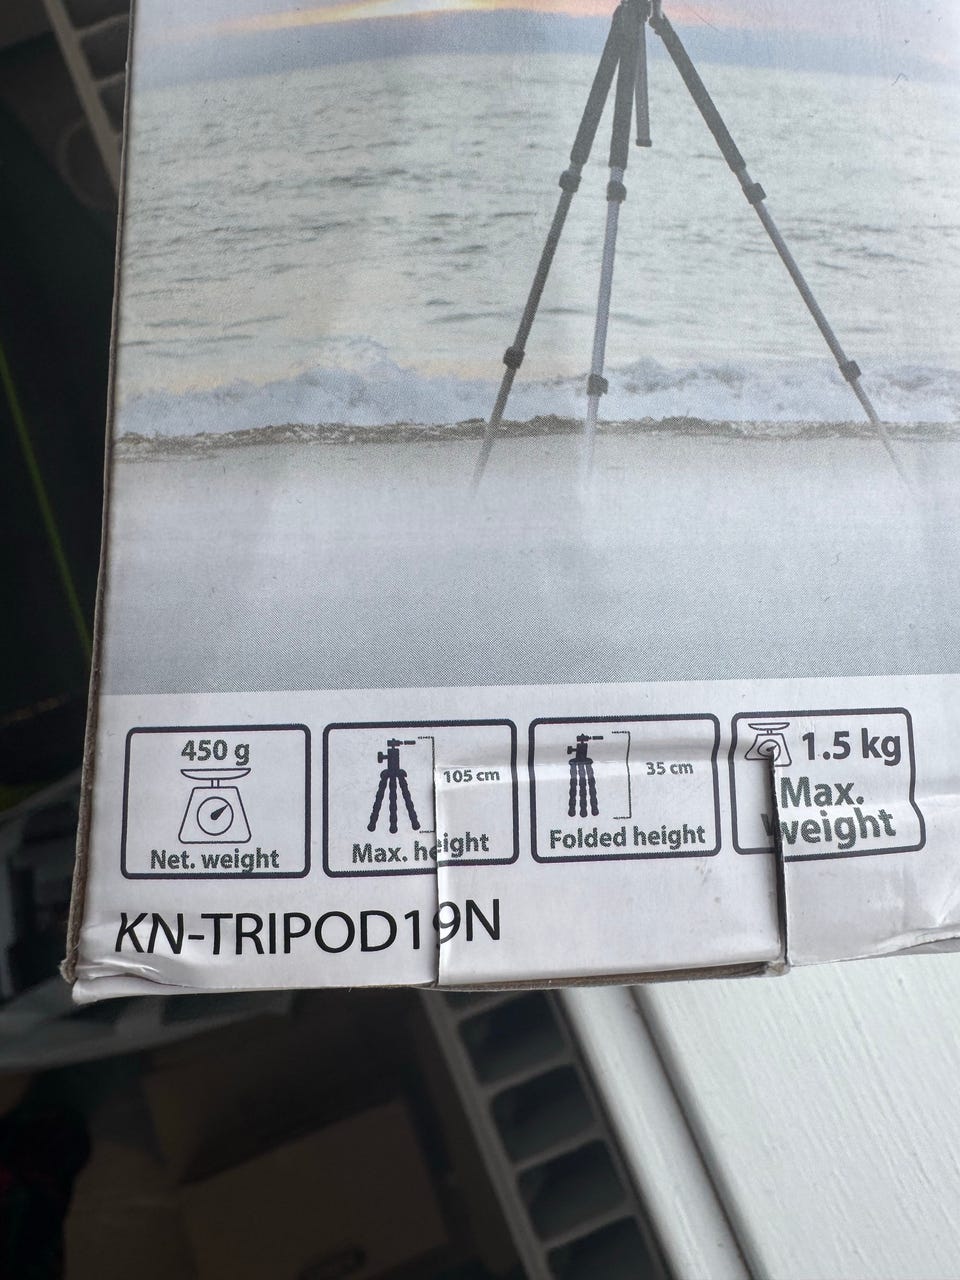 450 g
Net. weight
105 cm
Max. height
35 cm
Folded height
1.5 kg
Max.
weight
KN-TRIPOD19N